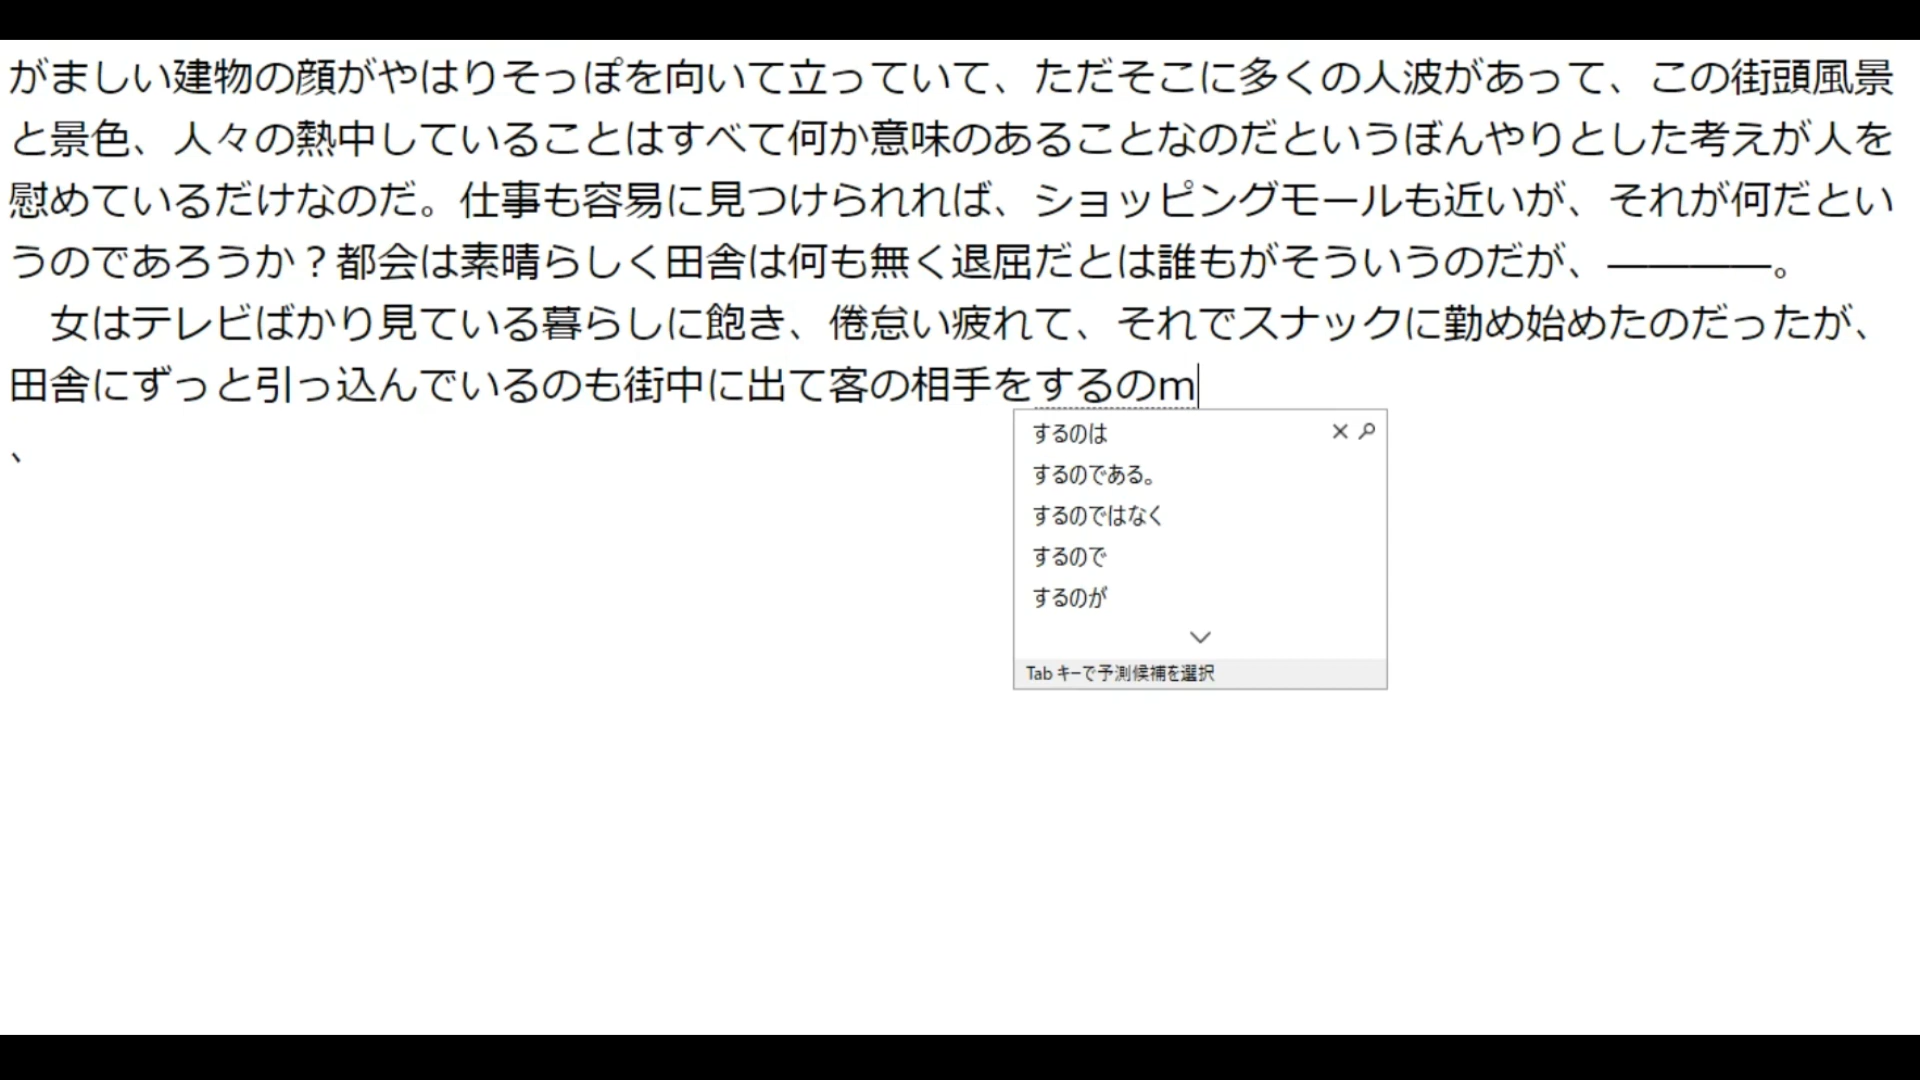 がましい建物の顔がやはりそっぽを向いて立っていて、ただそこに多くの人波があって、この街頭風景
と景色、人々の熱中していることはすべて何か意味のあることなのだというぼんやりとした考えが人を
慰めているだけなのだ。仕事も容易に見つけられれば、ショッピングモールも近いが、それが何だとい
うのであろうか？都会は素晴らしく田舎は何も無く退屈だとは誰もがそういうのだが、――――。
　女はテレビばかり見ている暮らしに飽き、倦怠い疲れて、それでスナックに勤め始めたのだったが、
田舎にずっと引っ込んでいるのも街中に出て客の相手をするのｍ
、
するのは
するのである。
するのではなく
するので
するのが
Tab キーで予測候補を選択